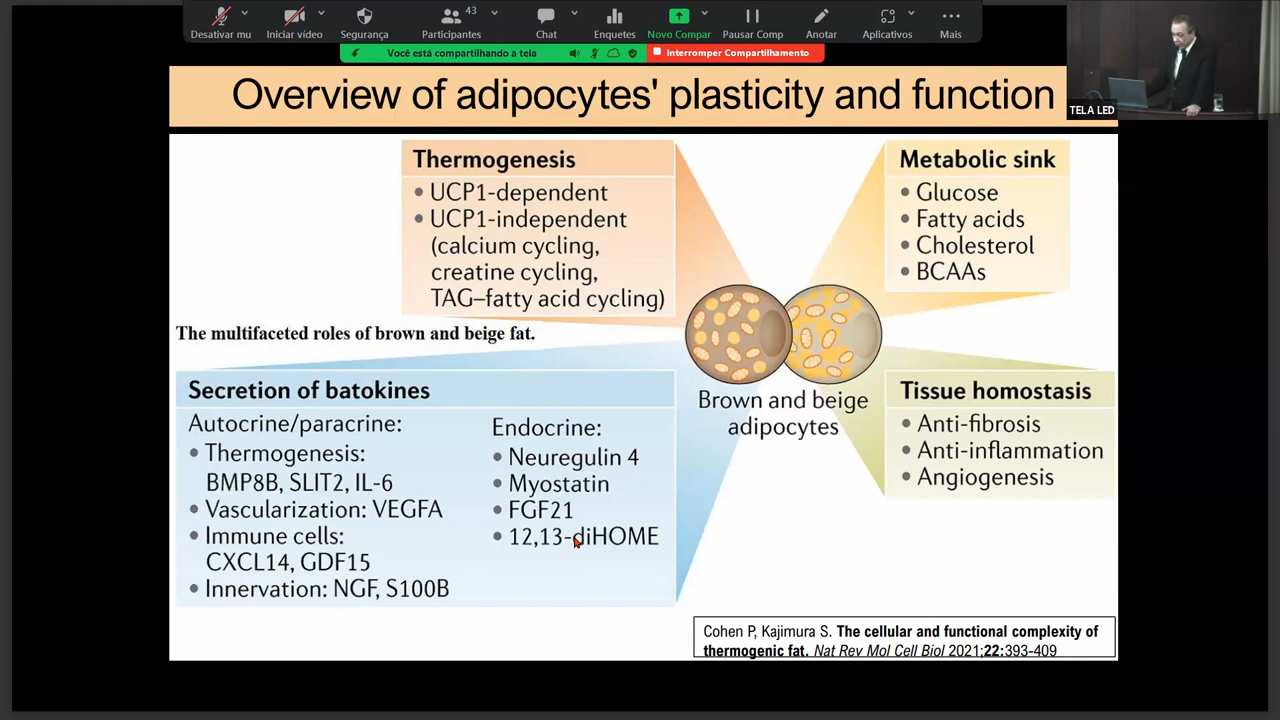 43
Desativar mu
Iniciar vídeo
Segurança
Participantes
Chat
Enquetes
Novo Compar
Pausar Comp
Anotar
Aplicativos
Mais
Você está compartilhando a tela
Interromper Compartilhamento
TELA LED
Overview of adipocytes' plasticity and function
Thermogenesis
• UCP1-dependent
• UCP1-independent
(calcium cycling,
creatine cycling,
TAG–fatty acid cycling)
Metabolic sink
• Glucose
• Fatty acids
• Cholesterol
• BCAAs
The multifaceted roles of brown and beige fat.
Brown and beige
adipocytes
Secretion of batokines
Autocrine/paracrine:
• Thermogenesis:
BMP8B, SLIT2, IL-6
• Vascularization: VEGFA
• Immune cells:
CXCL14, GDF15
• Innervation: NGF, S100B
Endocrine:
• Neuregulin 4
• Myostatin
• FGF21
• 12,13-diHOME
Tissue homostasis
• Anti-fibrosis
• Anti-inflammation
• Angiogenesis
Cohen P, Kajimura S. The cellular and functional complexity of
thermogenic fat. Nat Rev Mol Cell Biol 2021;22:393-409